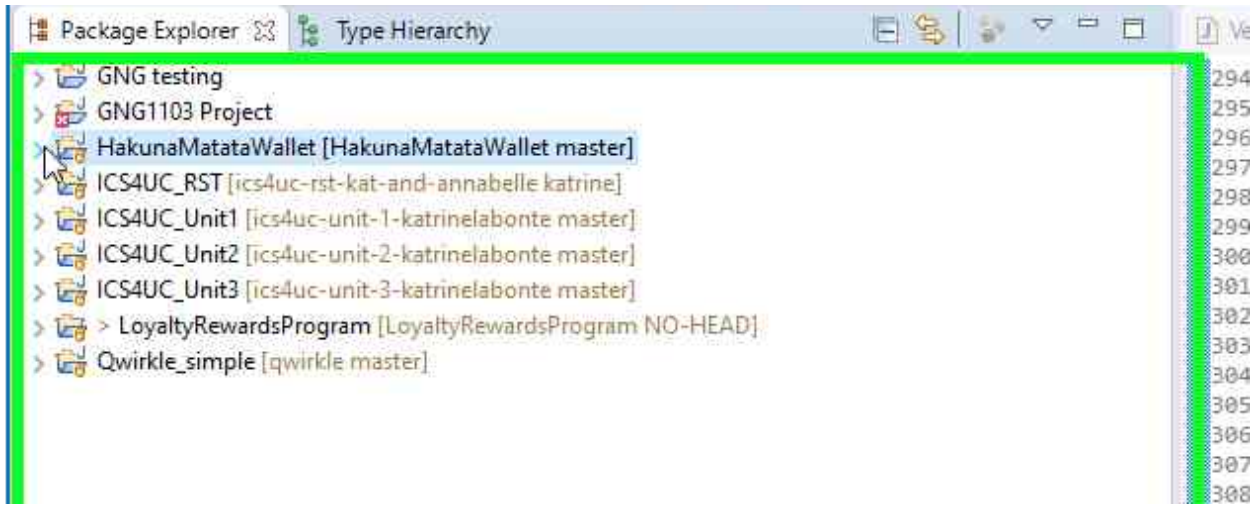 Package Explorer Type Hierarchy
GNG testing
GNG1103 Project
HakunaMatataWallet [HakunaMatataWallet master]
ICS4UC_RST [ics4uc-rst-kat-and-annabelle katrine]
ICS4UC_Unit1 [ics4uc-unit-1-katrinelabonte master]
ICS4UC_Unit2 [ics4uc-unit-2-katrinelabonte master]
ICS4UC_Unit3 [ics4uc-unit-3-katrinelabonte master]
> LoyaltyRewardsProgram [LoyaltyRewardsProgram NO-HEAD]
Qwirkle_simple [qwirkle master]
Ve
294
295
296
297
298
299
300
301
302
303
304
305
306
307
308